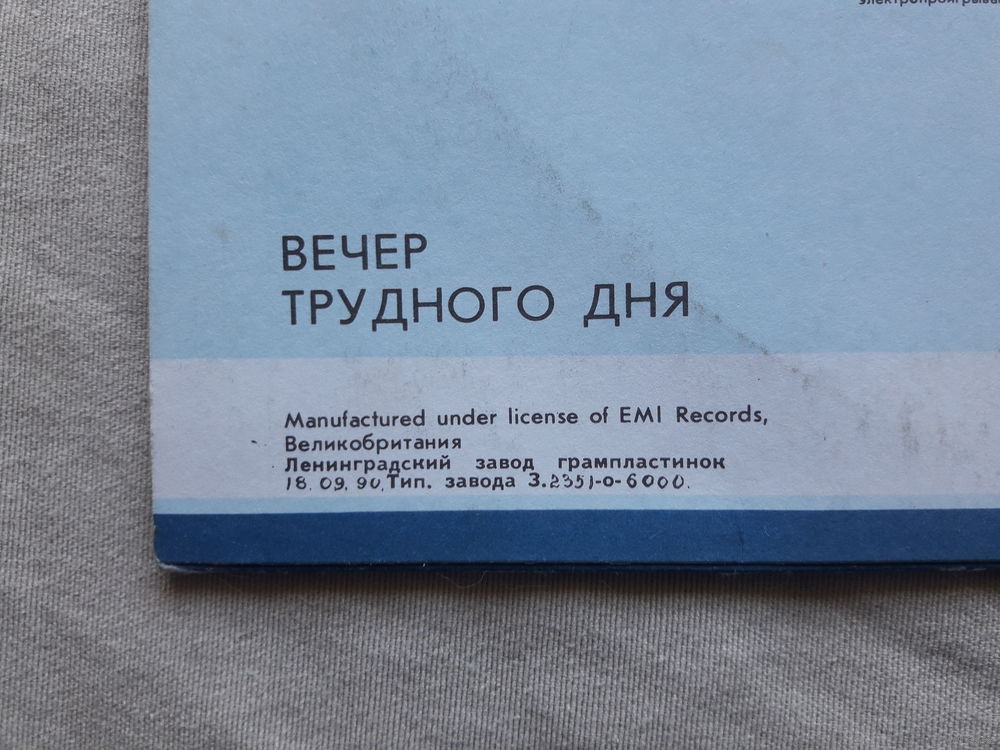 ВЕЧЕР
ТРУДНОГО ДНЯ
Manufactured under license of EMI Records,
Великобритания
Ленинградский завод грампластинок
18.09.90.Тип. завода З.2351-о-6000.